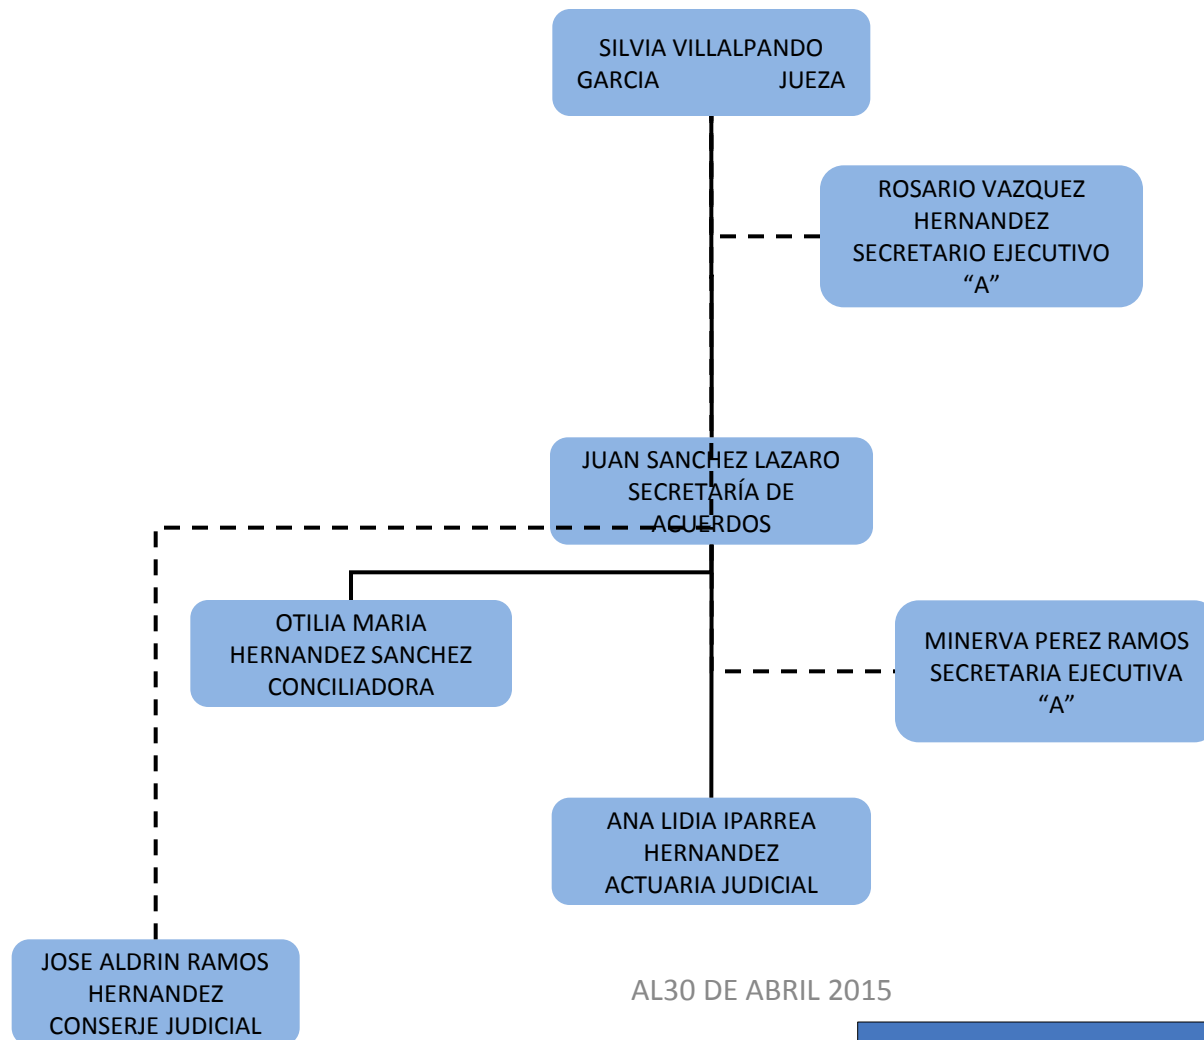 SILVIA VILLALPANDO
GARCIA JUEZA
ROSARIO VAZQUEZ
HERNANDEZ
SECRETARIO EJECUTIVO
“A”
JUAN SANCHEZ LAZARO
SECRETARÍA DE
ACUERDOS
OTILIA MARIA
HERNANDEZ SANCHEZ
CONCILIADORA
MINERVA PEREZ RAMOS
SECRETARIA EJECUTIVA
“A”
ANA LIDIA IPARREA
HERNANDEZ
ACTUARIA JUDICIAL
JOSE ALDRIN RAMOS
HERNANDEZ
CONSERJE JUDICIAL
AL30 DE ABRIL 2015